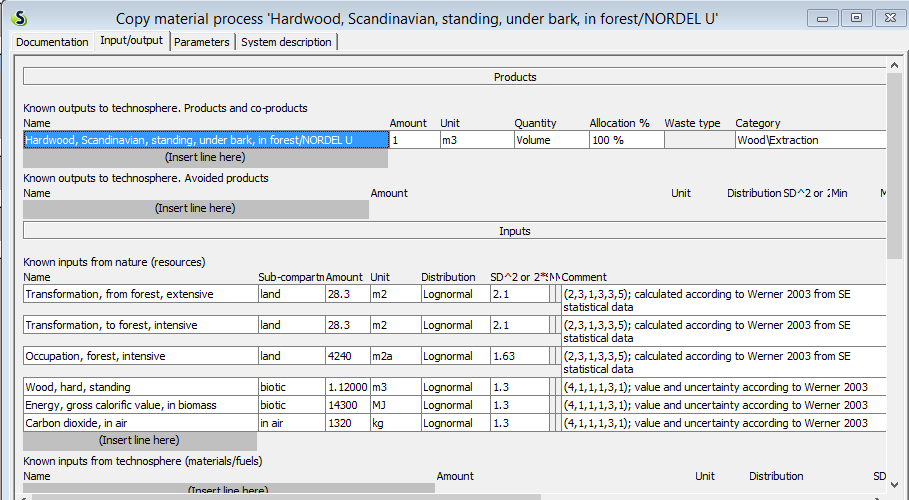 Copy material process 'Hardwood, Scandinavian, standing, under bark, in forest/NORDEL U'
Documentation Input/output Parameters System description
Products
Known outputs to technosphere. Products and co-products
Name Amount Unit Quantity Allocation % Waste type Category
Hardwood, Scandinavian, standing, under bark, in forest/NORDEL U 1 m3 Volume 100 % Wood\Extraction
(Insert line here)
Known outputs to technosphere. Avoided products
Name Amount Unit Distribution SD^2 or 2 Min M
(Insert line here)
Inputs
Known inputs from nature (resources)
Name Sub-compartm Amount Unit Distribution SD^2 or 2*S Comment
Transformation, from forest, extensive land 28.3 m2 Lognormal 2.1 (2,3,1,3,3,5); calculated according to Werner 2003 from SE
statistical data
Transformation, to forest, intensive land 28.3 m2 Lognormal 2.1 (2,3,1,3,3,5); calculated according to Werner 2003 from SE
statistical data
Occupation, forest, intensive land 4240 m2a Lognormal 1.63 (2,3,1,3,3,5); calculated according to Werner 2003 from SE
statistical data
Wood, hard, standing biotic 1.12000 m3 Lognormal 1.3 (4,1,1,1,3,1); value and uncertainty according to Werner 2003
Energy, gross calorific value, in biomass biotic 14300 MJ Lognormal 1.3 (4,1,1,1,3,1); value and uncertainty according to Werner 2003
Carbon dioxide, in air in air 1320 kg Lognormal 1.3 (4,1,1,1,3,1); value and uncertainty according to Werner 2003
(Insert line here)
Known inputs from technosphere (materials/fuels)
Name Amount Unit Distribution SD
(Insert line here)